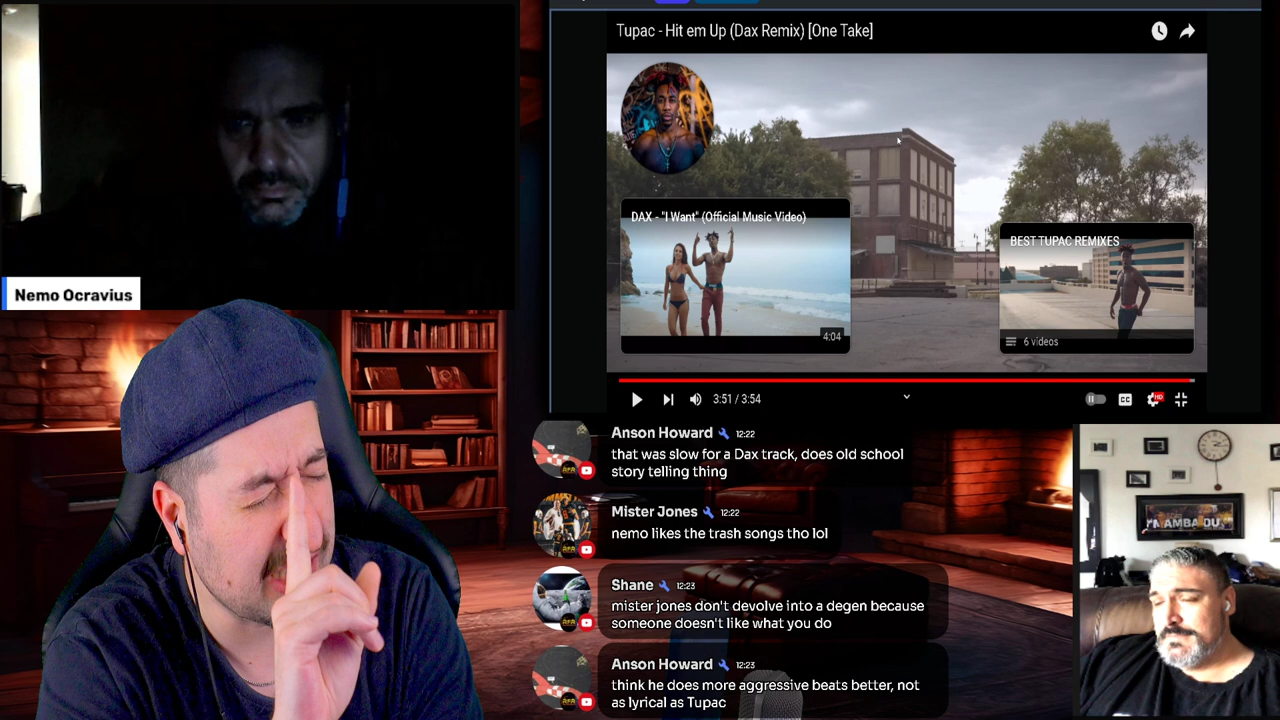 Tupac - Hit em Up (Dax Remix) [One Take]
DAX - "I Want" (Official Music Video)
4:04
BEST TUPAC REMIXES
6 videos
3:51 / 3:54
CC
HD
Nemo Ocravius
Anson Howard 12:22
that was slow for a Dax track, does old school
story telling thing
Mister Jones 12:22
nemo likes the trash songs tho lol
Shane 12:23
mister jones don't devolve into a degen because
someone doesn't like what you do
Anson Howard 12:23
think he does more aggressive beats better, not
as lyrical as Tupac